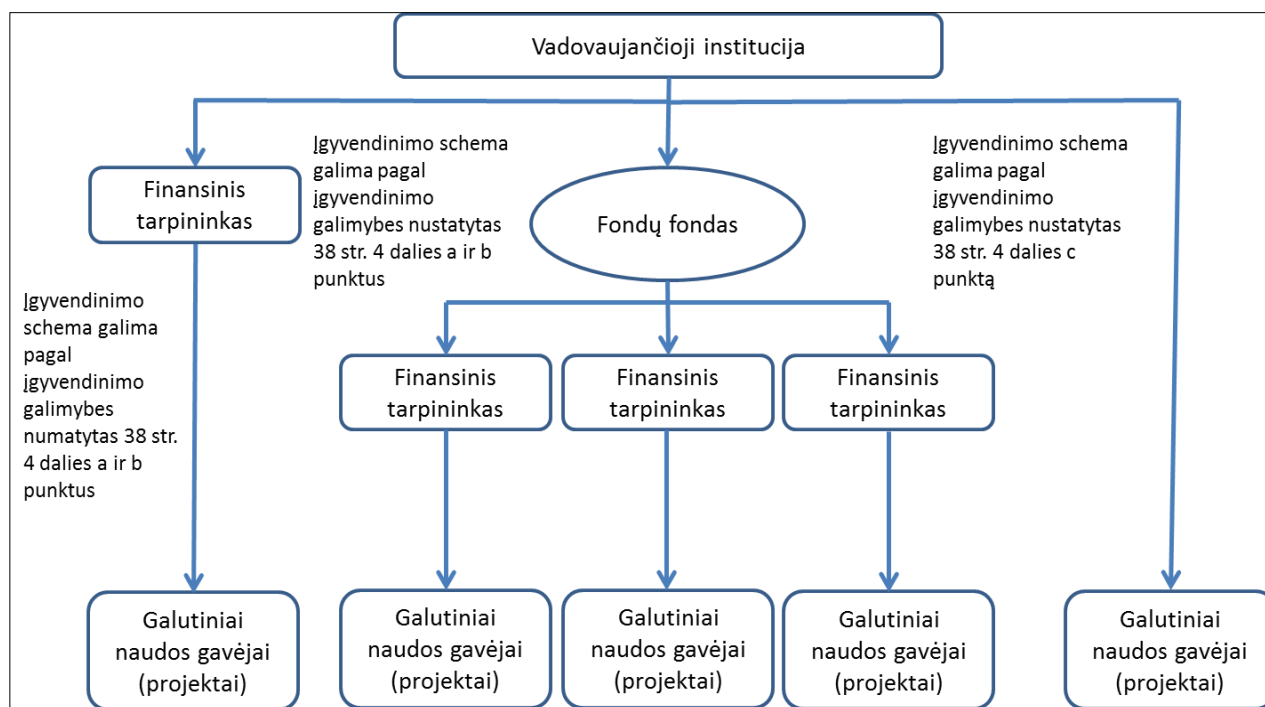 Vadovaujančioji institucija
Įgyvendinimo schema
galima pagal
įgyvendinimo
galimybes nustatytas
38 str. 4 dalies a ir b
punktus
Įgyvendinimo schema
galima pagal
įgyvendinimo
galimybes nustatytas
38 str. 4 dalies c
punktą
Finansinis
tarpininkas
Fondų fondas
Įgyvendinimo
schema galima
pagal
įgyvendinimo
galimybes
numatytas 38 str.
4 dalies a ir b
punktus
Finansinis
tarpininkas
Finansinis
tarpininkas
Finansinis
tarpininkas
Galutiniai
naudos gavėjai
(projektai)
Galutiniai
naudos gavėjai
(projektai)
Galutiniai
naudos gavėjai
(projektai)
Galutiniai
naudos gavėjai
(projektai)
Galutiniai
naudos gavėjai
(projektai)